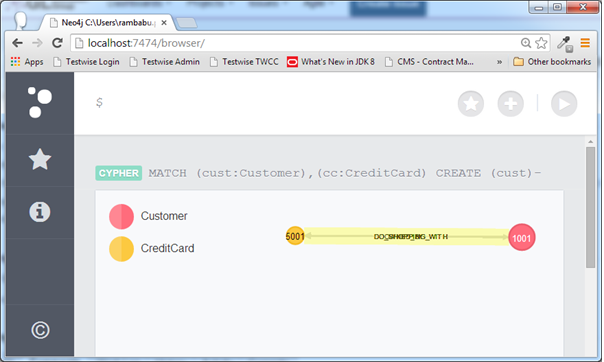 Neo4j C:\Users\rambabu.
localhost:7474/browser/
Apps Testwise Login Testwise Admin Testwise TWCC What's New in JDK 8 CMS - Contract Ma... » Other bookmarks
$
CYPHER MATCH (cust:Customer),(cc:CreditCard) CREATE (cust)-
Customer
CreditCard
5001 1001
©